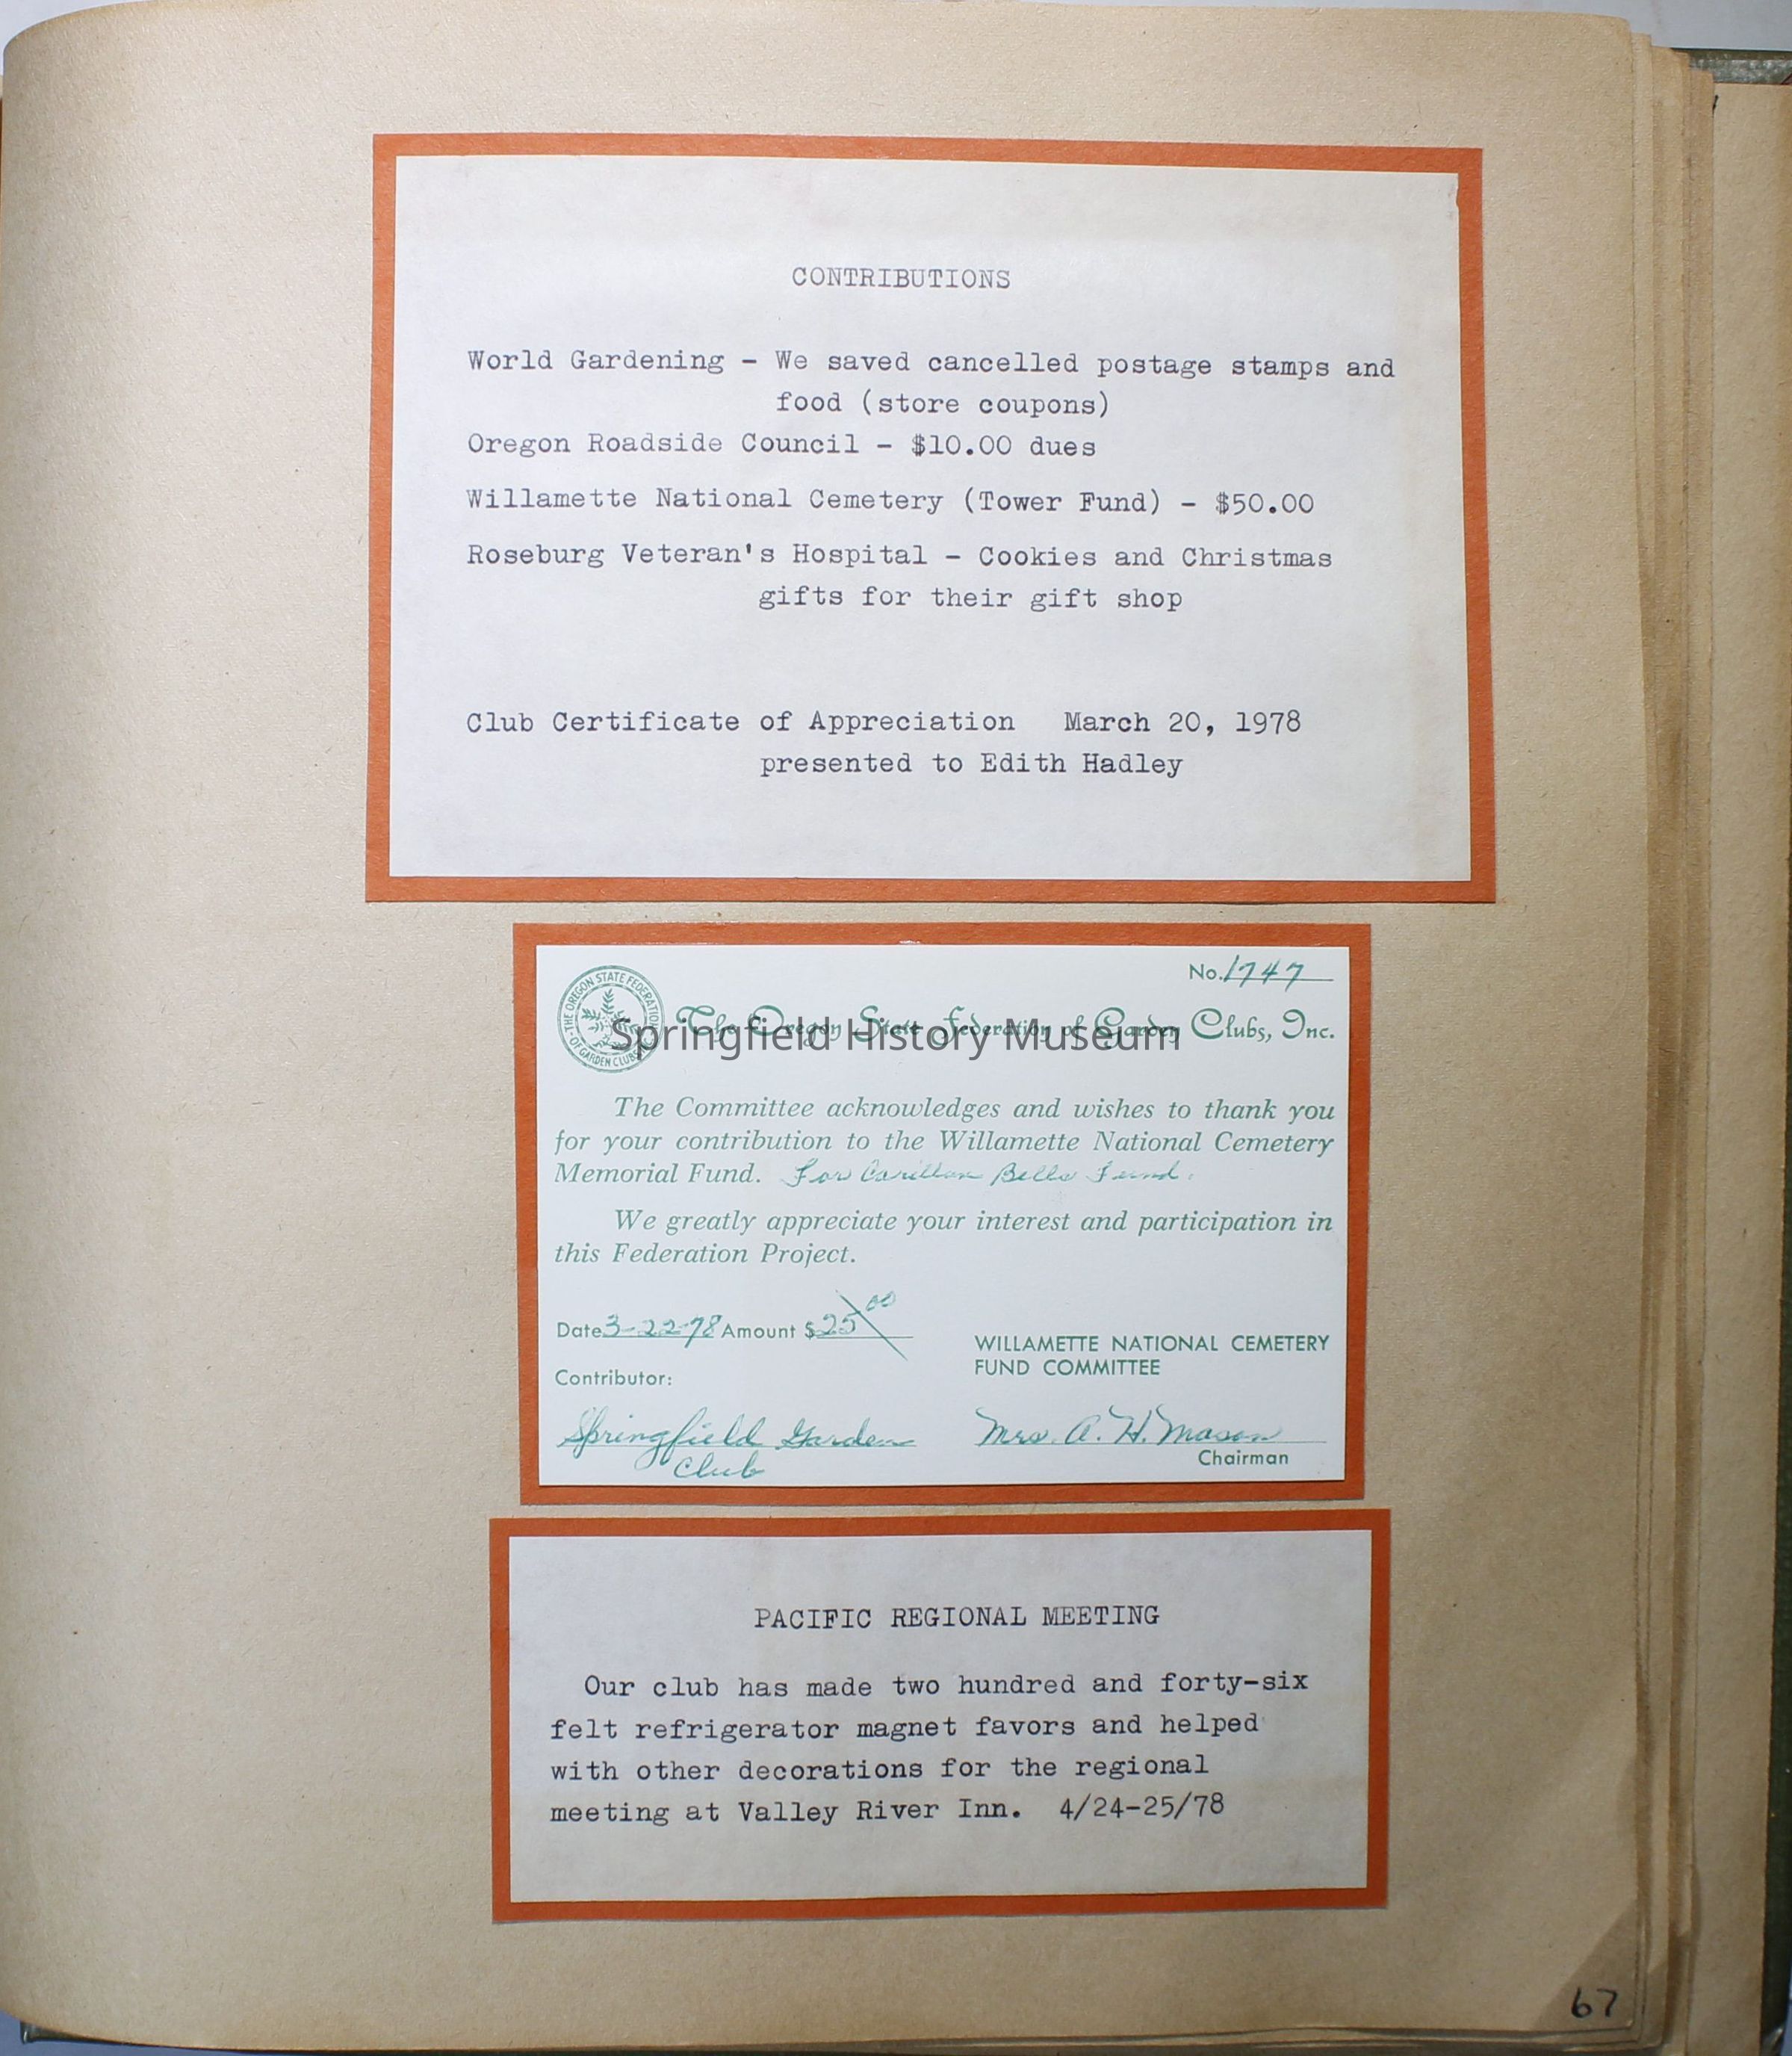 CONTRIBUTIONS
World Gardening - We saved cancelled postage stamps and
food (store coupons)
Oregon Roadside Council - $10.00 dues
Willamette National Cemetery (Tower Fund) - $50.00
Roseburg Veteran's Hospital - Cookies and Christmas
gifts for their gift shop
Club Certificate of Appreciation March 20, 1978
presented to Edith Hadley
No. 1747
THE OREGON STATE FEDERATION OF GARDEN CLUBS
The Oregon State Federation of Garden Clubs, Inc.
Springfield History Museum
The Committee acknowledges and wishes to thank you
for your contribution to the Willamette National Cemetery
Memorial Fund. For Carillon Bells Fund.
We greatly appreciate your interest and participation in
this Federation Project.
Date 3-22-78 Amount $ 25 00
WILLAMETTE NATIONAL CEMETERY
FUND COMMITTEE
Contributor:
Springfield Garden
Club
Mrs. A. H. Mason
Chairman
PACIFIC REGIONAL MEETING
Our club has made two hundred and forty-six
felt refrigerator magnet favors and helped
with other decorations for the regional
meeting at Valley River Inn. 4/24-25/78
67